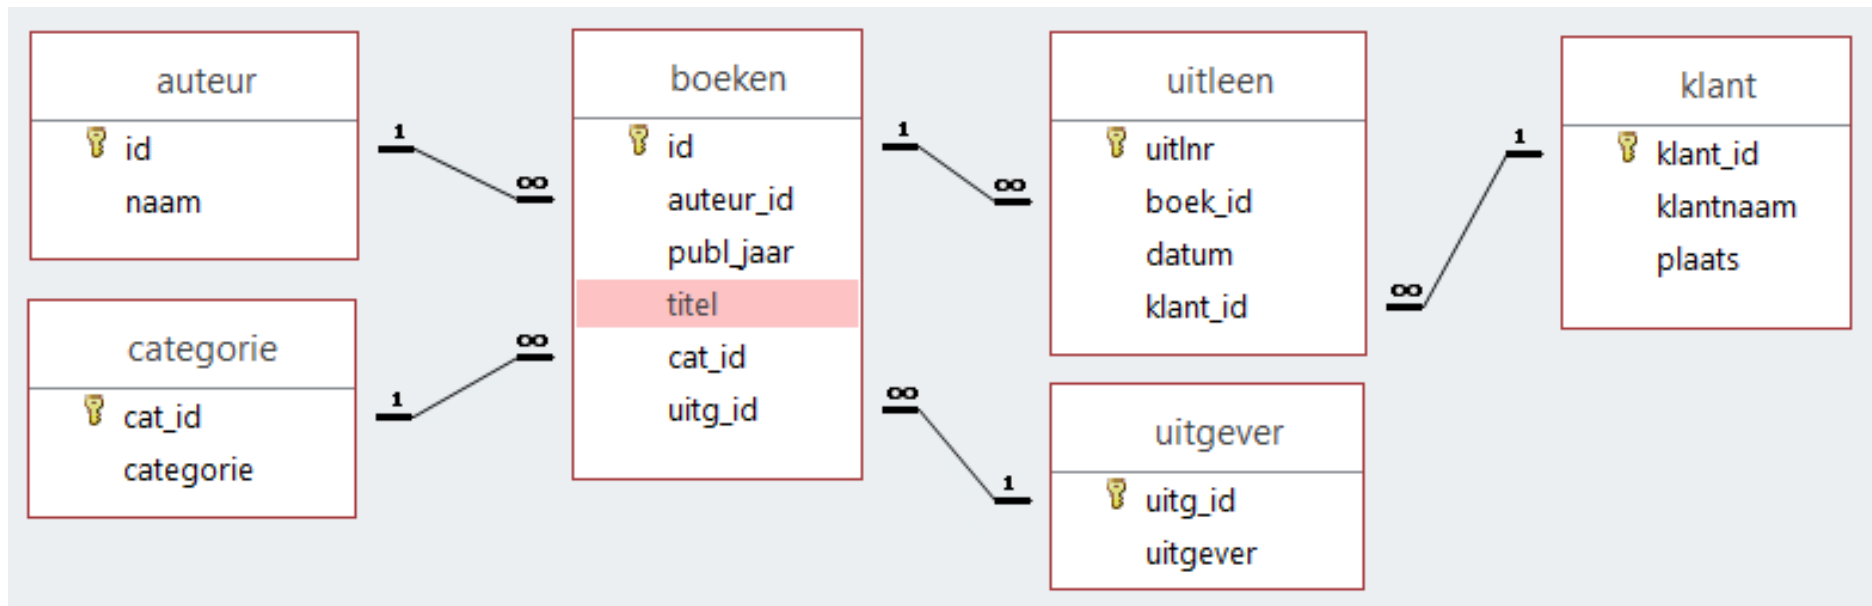 auteur
id
naam
categorie
cat_id
categorie
1
∞
1
∞
boeken
id
auteur_id
publ_jaar
titel
cat_id
uitg_id
1
∞
∞
1
uitleen
uitlnr
boek_id
datum
klant_id
uitgever
uitg_id
uitgever
1
∞
klant
klant_id
klantnaam
plaats